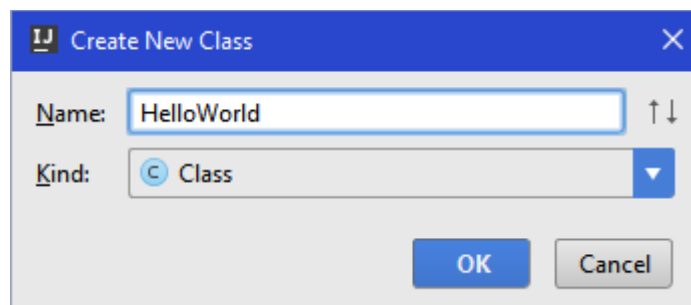 IJ Create New Class
Name: HelloWorld
Kind: C Class
OK Cancel